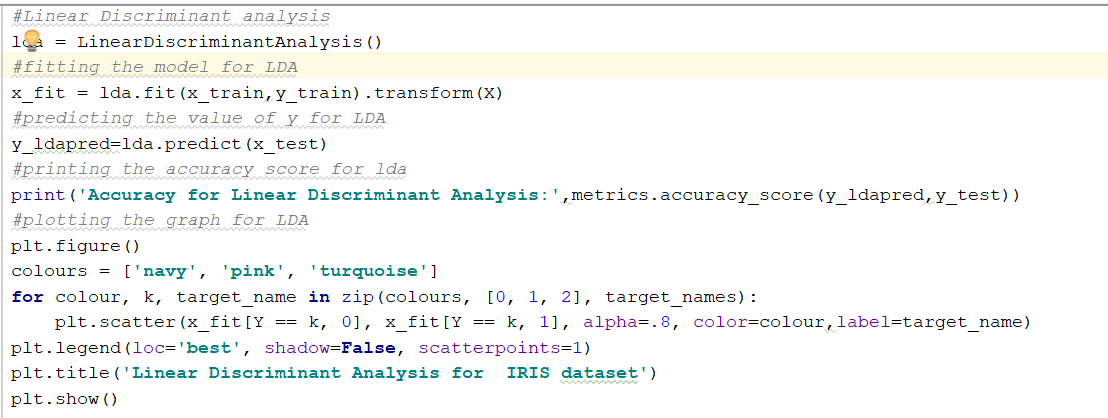 #Linear Discriminant analysis
lda = LinearDiscriminantAnalysis()
#fitting the model for LDA
x_fit = lda.fit(x_train,y_train).transform(X)
#predicting the value of y for LDA
y_ldapred=lda.predict(x_test)
#printing the accuracy score for lda
print('Accuracy for Linear Discriminant Analysis:',metrics.accuracy_score(y_ldapred,y_test))
#plotting the graph for LDA
plt.figure()
colours = ['navy', 'pink', 'turquoise']
for colour, k, target_name in zip(colours, [0, 1, 2], target_names):
    plt.scatter(x_fit[Y == k, 0], x_fit[Y == k, 1], alpha=.8, color=colour,label=target_name)
plt.legend(loc='best', shadow=False, scatterpoints=1)
plt.title('Linear Discriminant Analysis for  IRIS dataset')
plt.show()